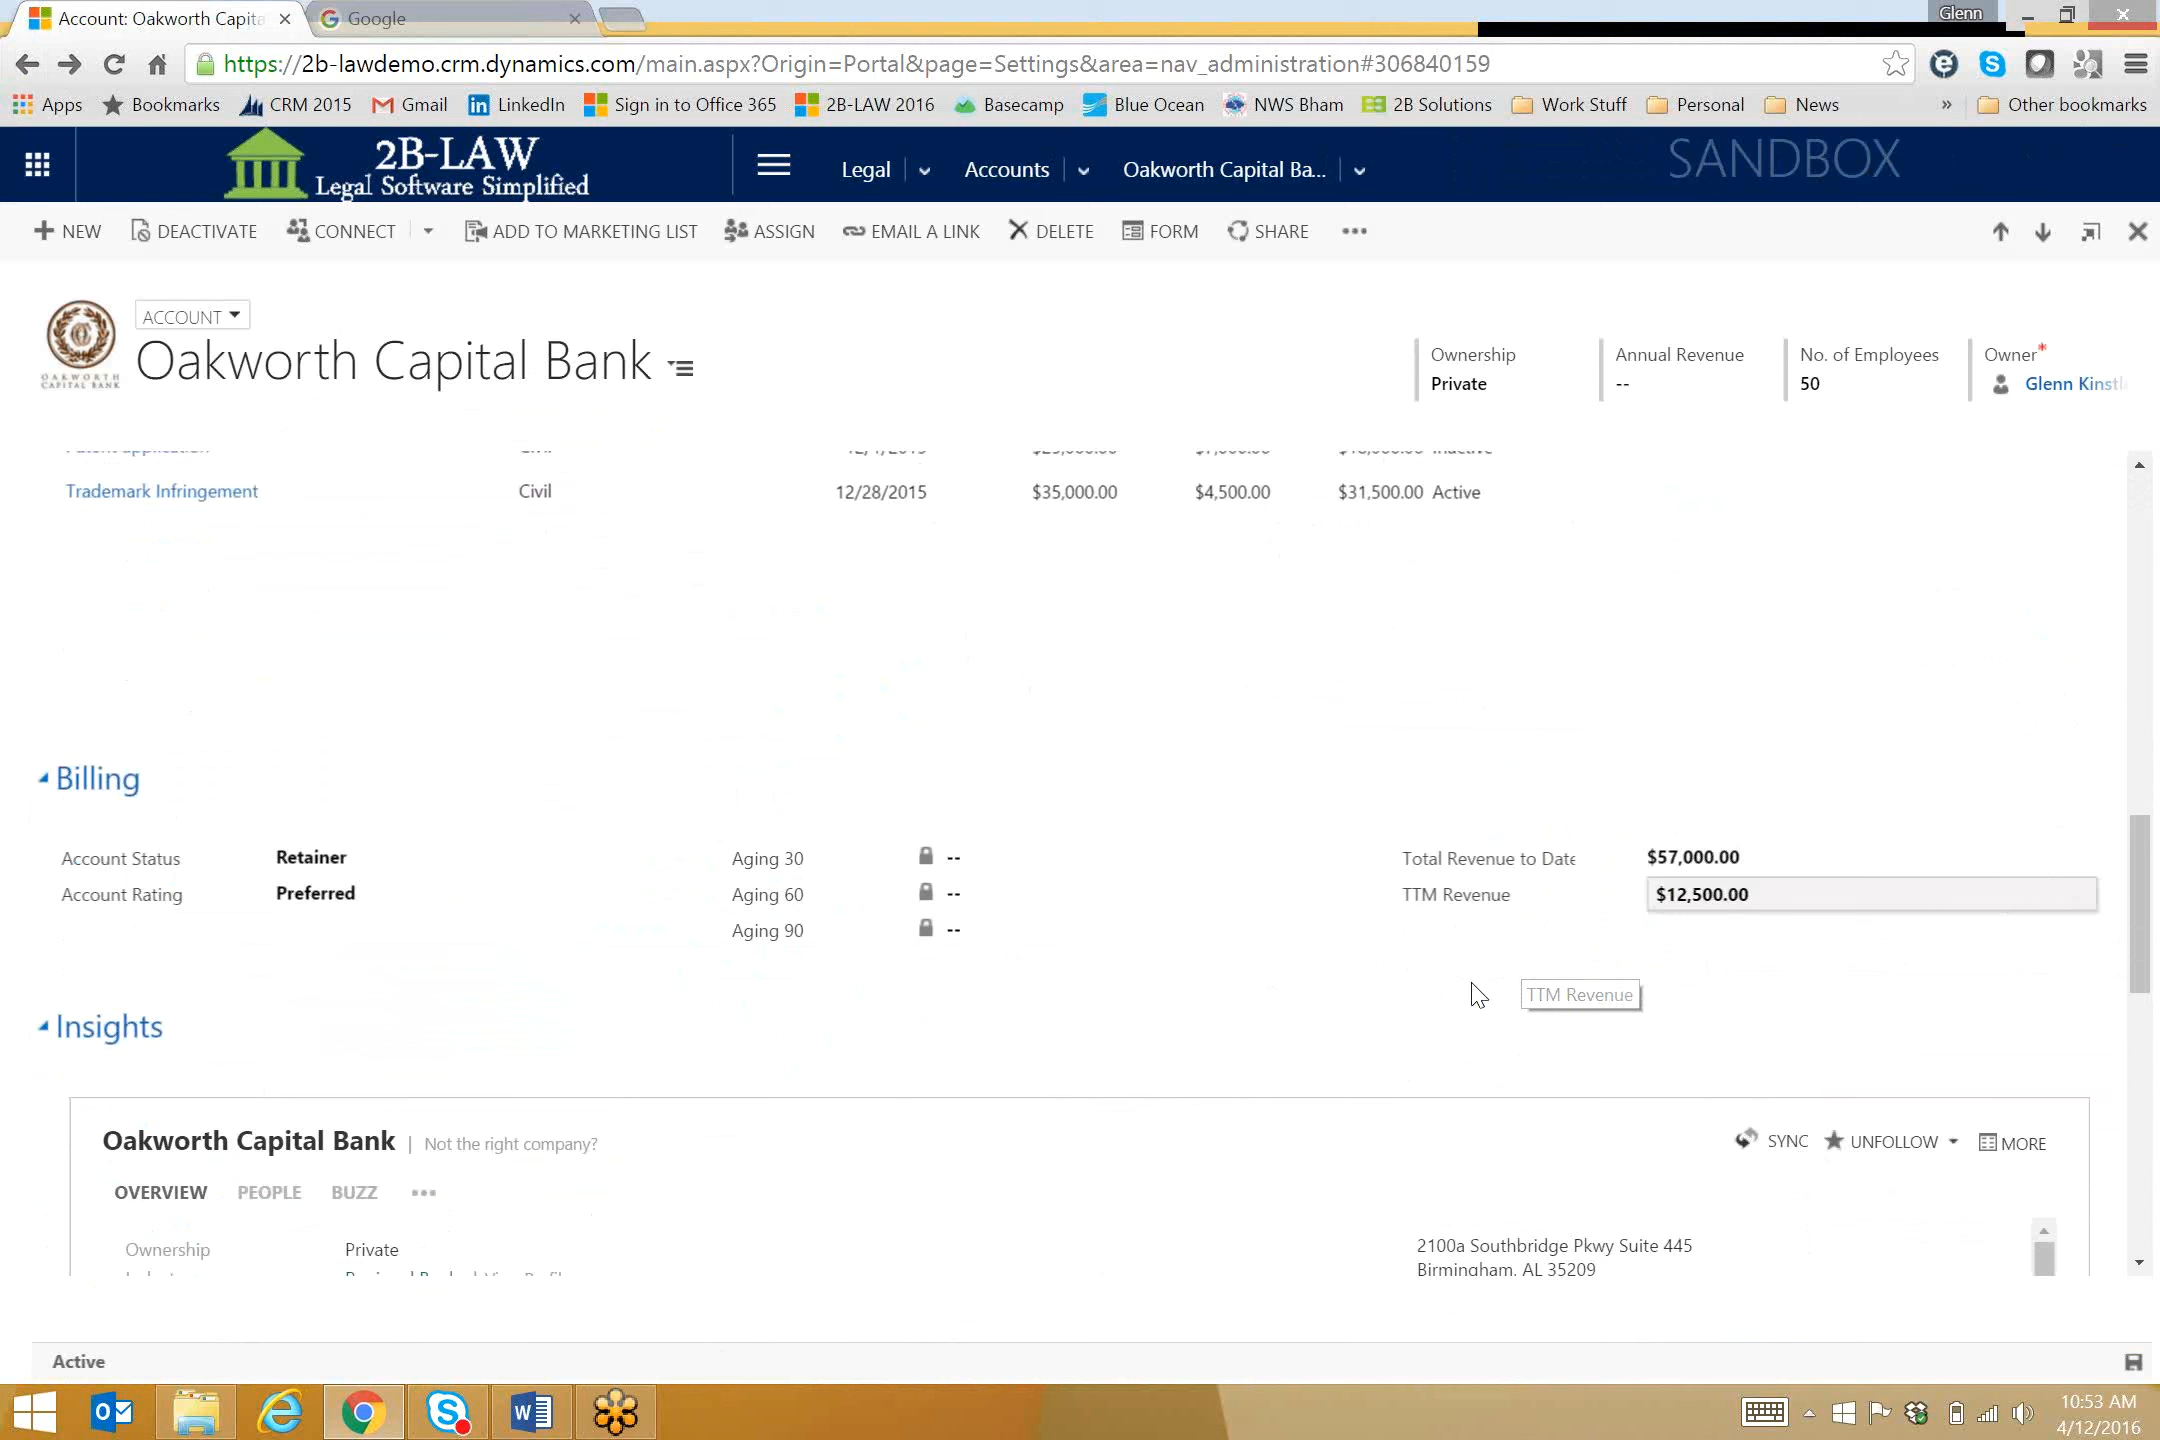 Account: Oakworth Capita
Google
Glenn
https://2b-lawdemo.crm.dynamics.com/main.aspx?Origin=Portal&page=Settings&area=nav_administration#306840159
Apps Bookmarks CRM 2015 Gmail LinkedIn Sign in to Office 365 2B-LAW 2016 Basecamp Blue Ocean NWS Bham 2B Solutions Work Stuff Personal News » Other bookmarks
2B-LAW
Legal Software Simplified
Legal Accounts Oakworth Capital Ba...
SANDBOX
NEW DEACTIVATE CONNECT ADD TO MARKETING LIST ASSIGN EMAIL A LINK DELETE FORM SHARE
ACCOUNT
Oakworth Capital Bank
OAKWORTH
CAPITAL BANK
Ownership Annual Revenue No. of Employees Owner*
Private -- 50 Glenn Kinstl
Trademark Infringement Civil 12/28/2015 $35,000.00 $4,500.00 $31,500.00 Active
Billing
Account Status Retainer Aging 30 -- Total Revenue to Date $57,000.00
Account Rating Preferred Aging 60 -- TTM Revenue $12,500.00
Aging 90 --
TTM Revenue
Insights
Oakworth Capital Bank | Not the right company? SYNC UNFOLLOW MORE
OVERVIEW PEOPLE BUZZ
Ownership Private 2100a Southbridge Pkwy Suite 445
Birmingham, AL 35209
Active
10:53 AM
4/12/2016